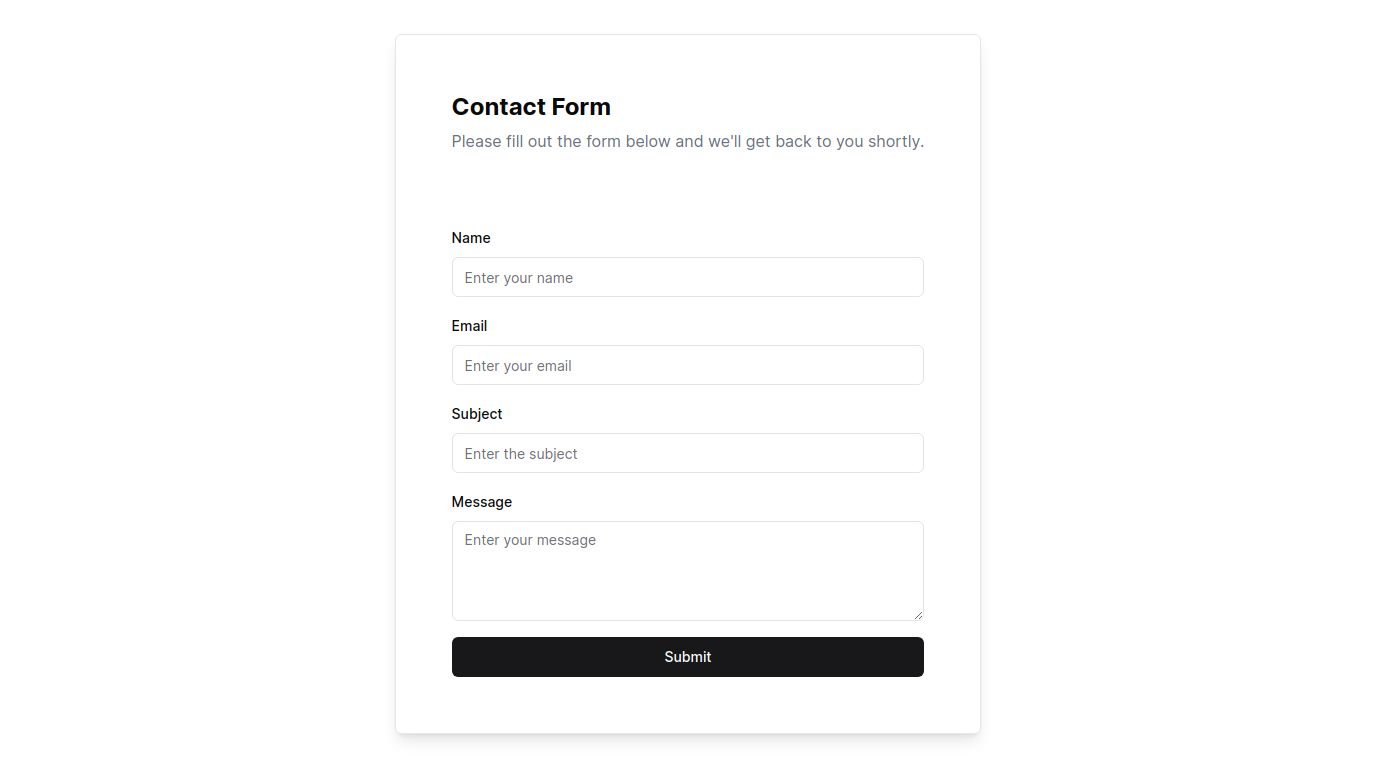 Contact Form
Please fill out the form below and we'll get back to you shortly.
Name
Enter your name
Email
Enter your email
Subject
Enter the subject
Message
Enter your message
Submit